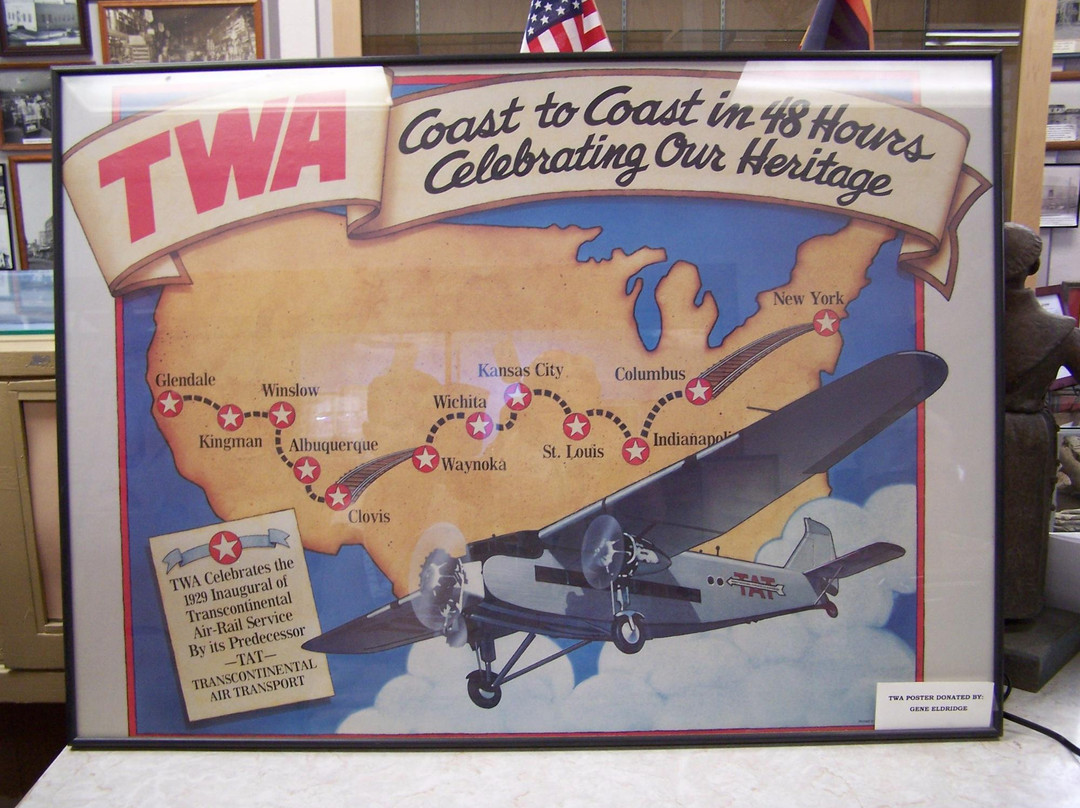 TWA
Coast to Coast in 48 Hours
Celebrating Our Heritage
New York
Glendale
Winslow
Kansas City
Columbus
Kingman
Wichita
Albuquerque
St. Louis
Waynoka
Clovis
TWA Celebrates the
1929 Inaugural of
Transcontinental
Air-Rail Service
By its Predecessor
—TAT—
TRANSCONTINENTAL
AIR TRANSPORT
TAT
TWA POSTER DONATED BY:
GENE ELDRIDGE